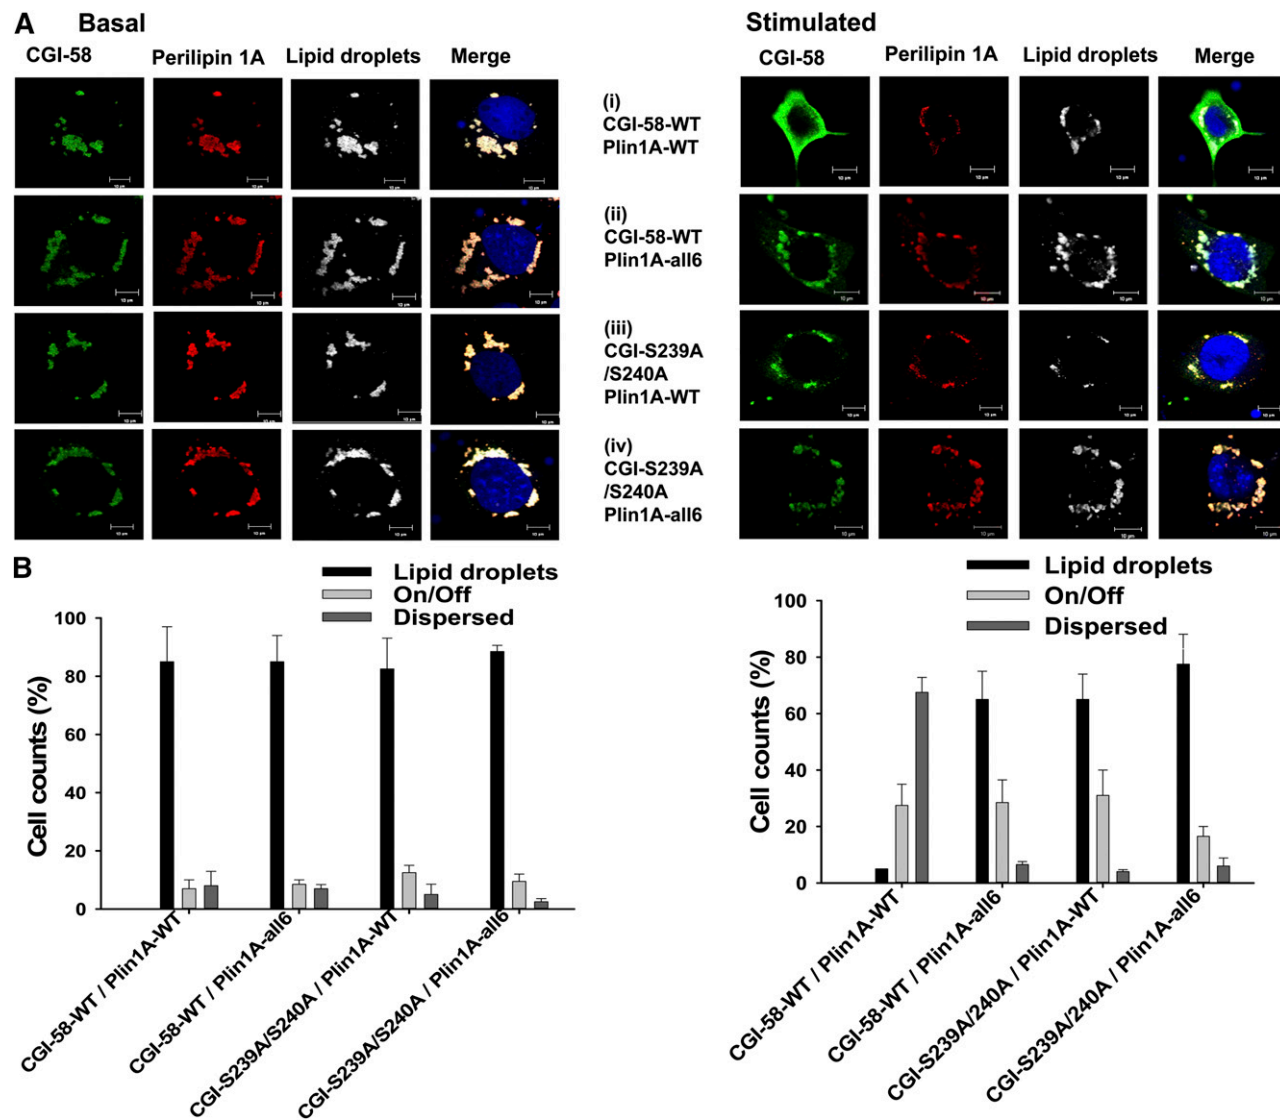 A Basal
CGI-58 Perilipin 1A Lipid droplets Merge
Stimulated
CGI-58 Perilipin 1A Lipid droplets Merge
(i)
CGI-58-WT
Plin1A-WT
(ii)
CGI-58-WT
Plin1A-all6
(iii)
CGI-S239A
/S240A
Plin1A-WT
(iv)
CGI-S239A
/S240A
Plin1A-all6
10 μm
B
Lipid droplets
On/Off
Dispersed
Cell counts (%)
100
80
60
40
20
0
CGI-58-WT / Plin1A-WT
CGI-58-WT / Plin1A-all6
CGI-S239A/S240A / Plin1A-WT
CGI-S239A/S240A / Plin1A-all6
Lipid droplets
On/Off
Dispersed
Cell counts (%)
100
80
60
40
20
0
CGI-58-WT / Plin1A-WT
CGI-58-WT / Plin1A-all6
CGI-S239A/240A / Plin1A-WT
CGI-S239A/240A / Plin1A-all6